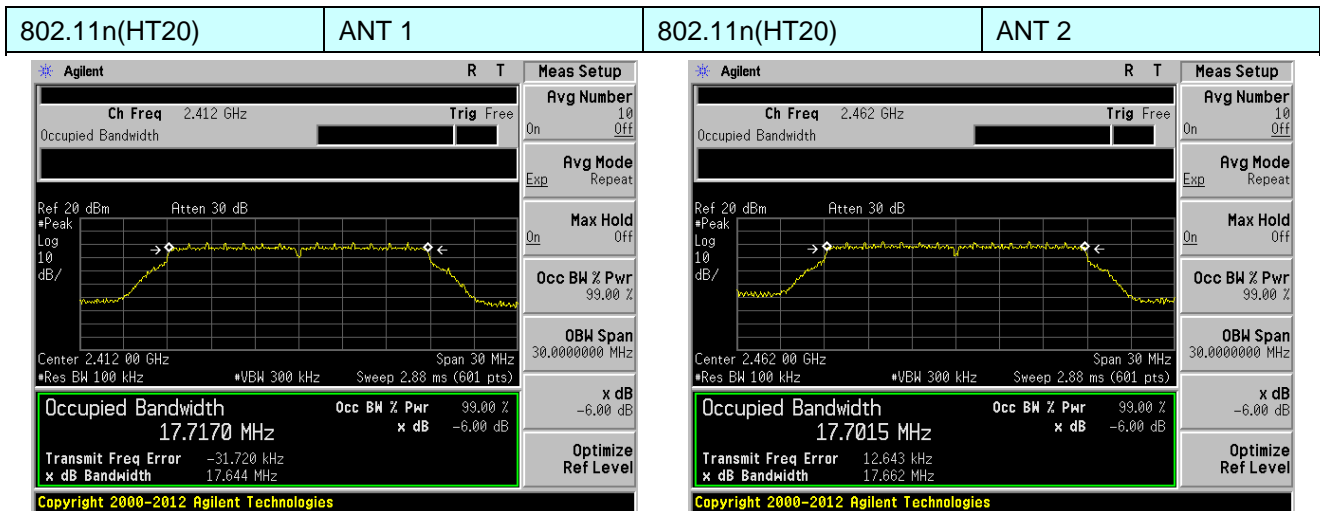 802.11n(HT20) ANT 1 802.11n(HT20) ANT 2
Agilent R T Meas Setup
Ch Freq 2.412 GHz Trig Free
Occupied Bandwidth
Avg Number
10
On Off
Avg Mode
Exp Repeat
Ref 20 dBm Atten 30 dB
#Peak
Log
10
dB/
Max Hold
On Off
Occ BW % Pwr
99.00 %
OBW Span
30.0000000 MHz
Center 2.412 00 GHz Span 30 MHz
#Res BW 100 kHz #VBW 300 kHz Sweep 2.88 ms (601 pts)
x dB
-6.00 dB
Occupied Bandwidth Occ BW % Pwr 99.00 %
17.7170 MHz x dB -6.00 dB
Transmit Freq Error -31.720 kHz
x dB Bandwidth 17.644 MHz
Optimize
Ref Level
Copyright 2000-2012 Agilent Technologies
Agilent R T Meas Setup
Ch Freq 2.462 GHz Trig Free
Occupied Bandwidth
Avg Number
10
On Off
Avg Mode
Exp Repeat
Ref 20 dBm Atten 30 dB
#Peak
Log
10
dB/
Max Hold
On Off
Occ BW % Pwr
99.00 %
OBW Span
30.0000000 MHz
Center 2.462 00 GHz Span 30 MHz
#Res BW 100 kHz #VBW 300 kHz Sweep 2.88 ms (601 pts)
x dB
-6.00 dB
Occupied Bandwidth Occ BW % Pwr 99.00 %
17.7015 MHz x dB -6.00 dB
Transmit Freq Error 12.643 kHz
x dB Bandwidth 17.662 MHz
Optimize
Ref Level
Copyright 2000-2012 Agilent Technologies